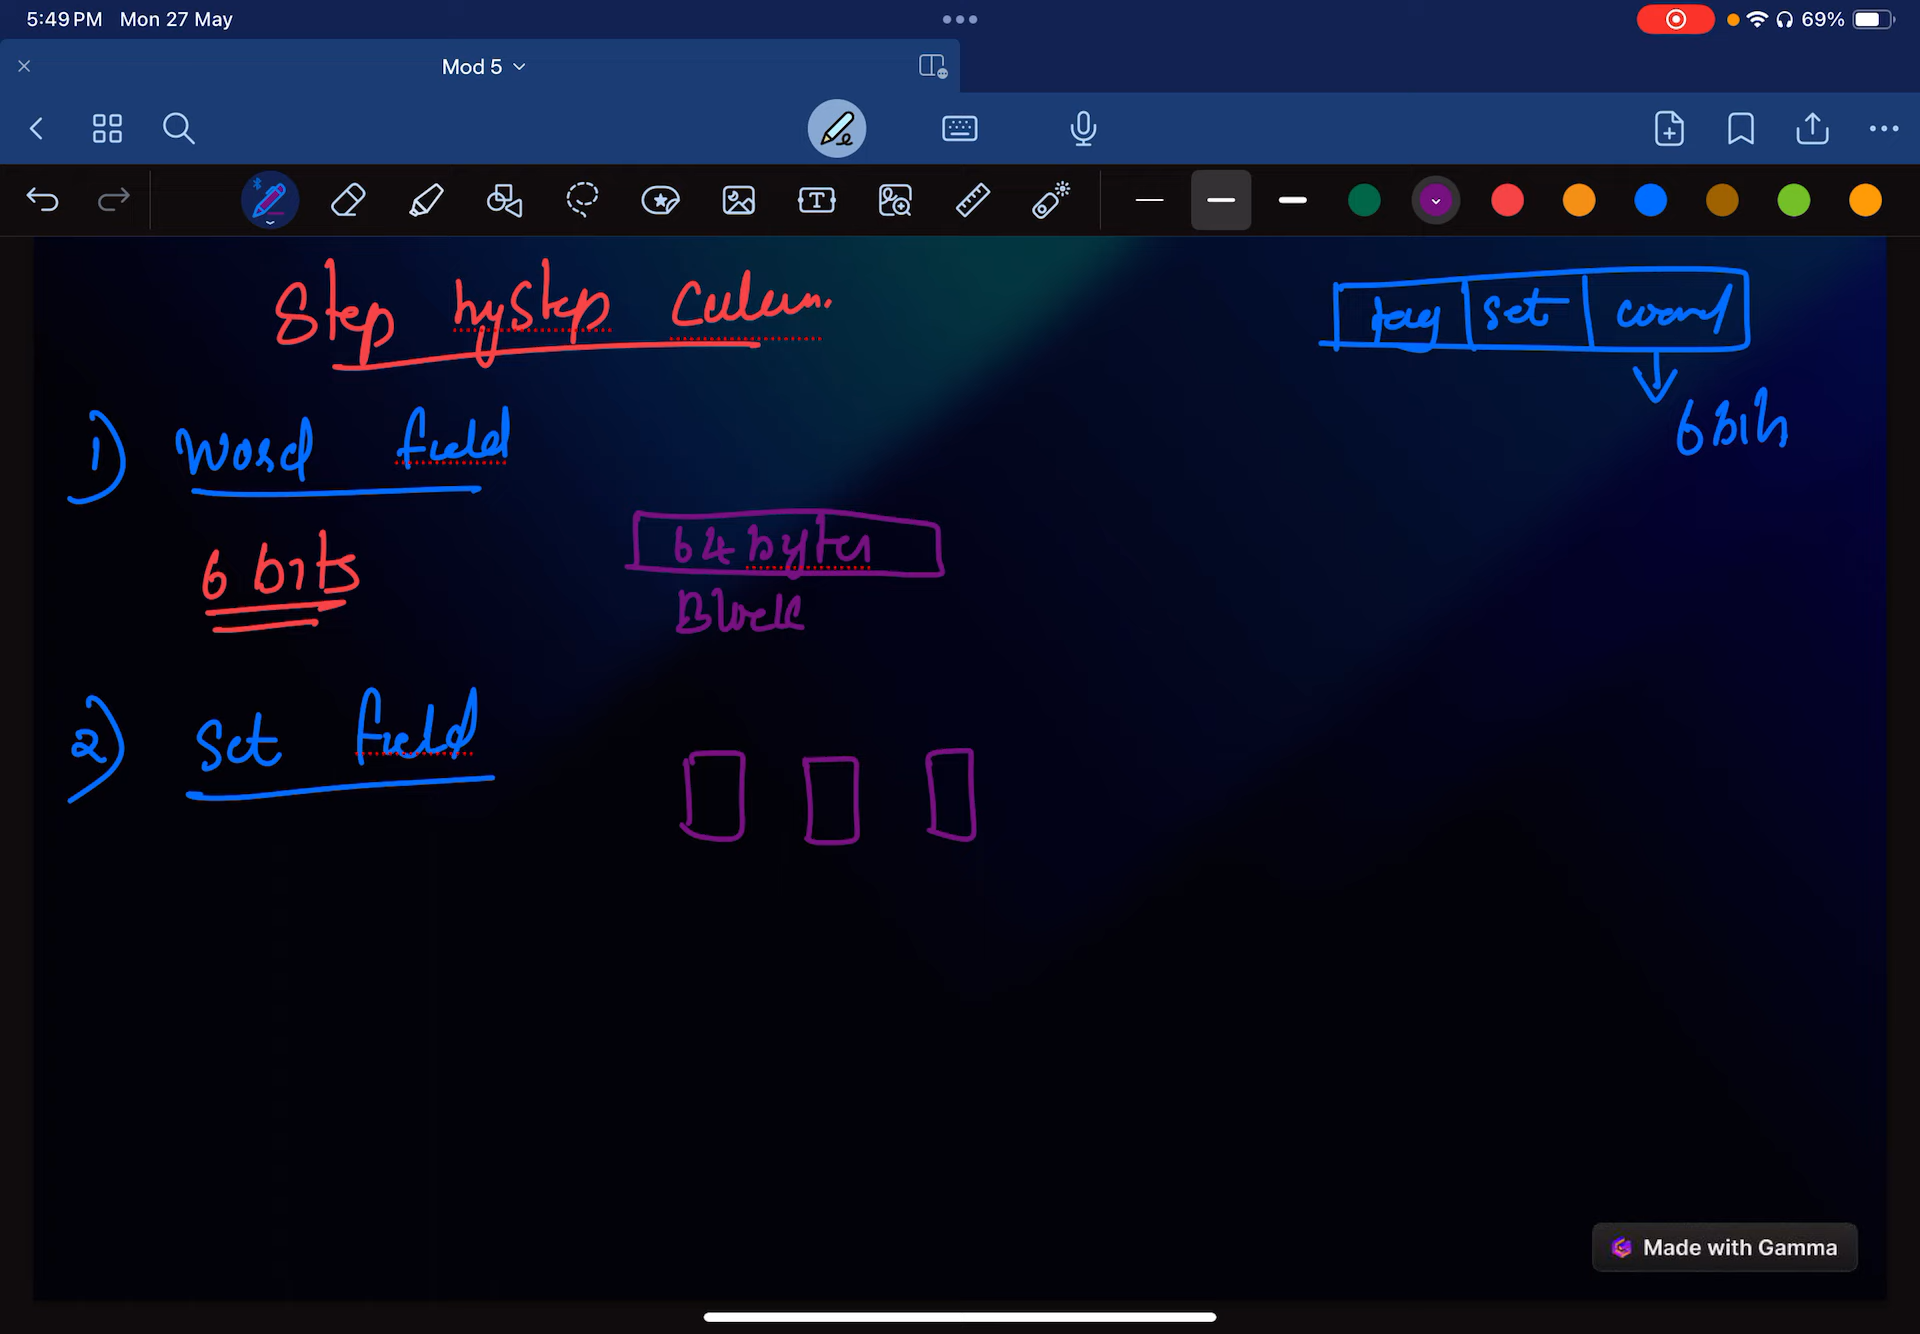 5:49 PM Mon 27 May
69%
Mod 5
Step by Step
tag set word
6 bits
1) Word field
6 bits
64 bytes
Block
2) Set field
Made with Gamma